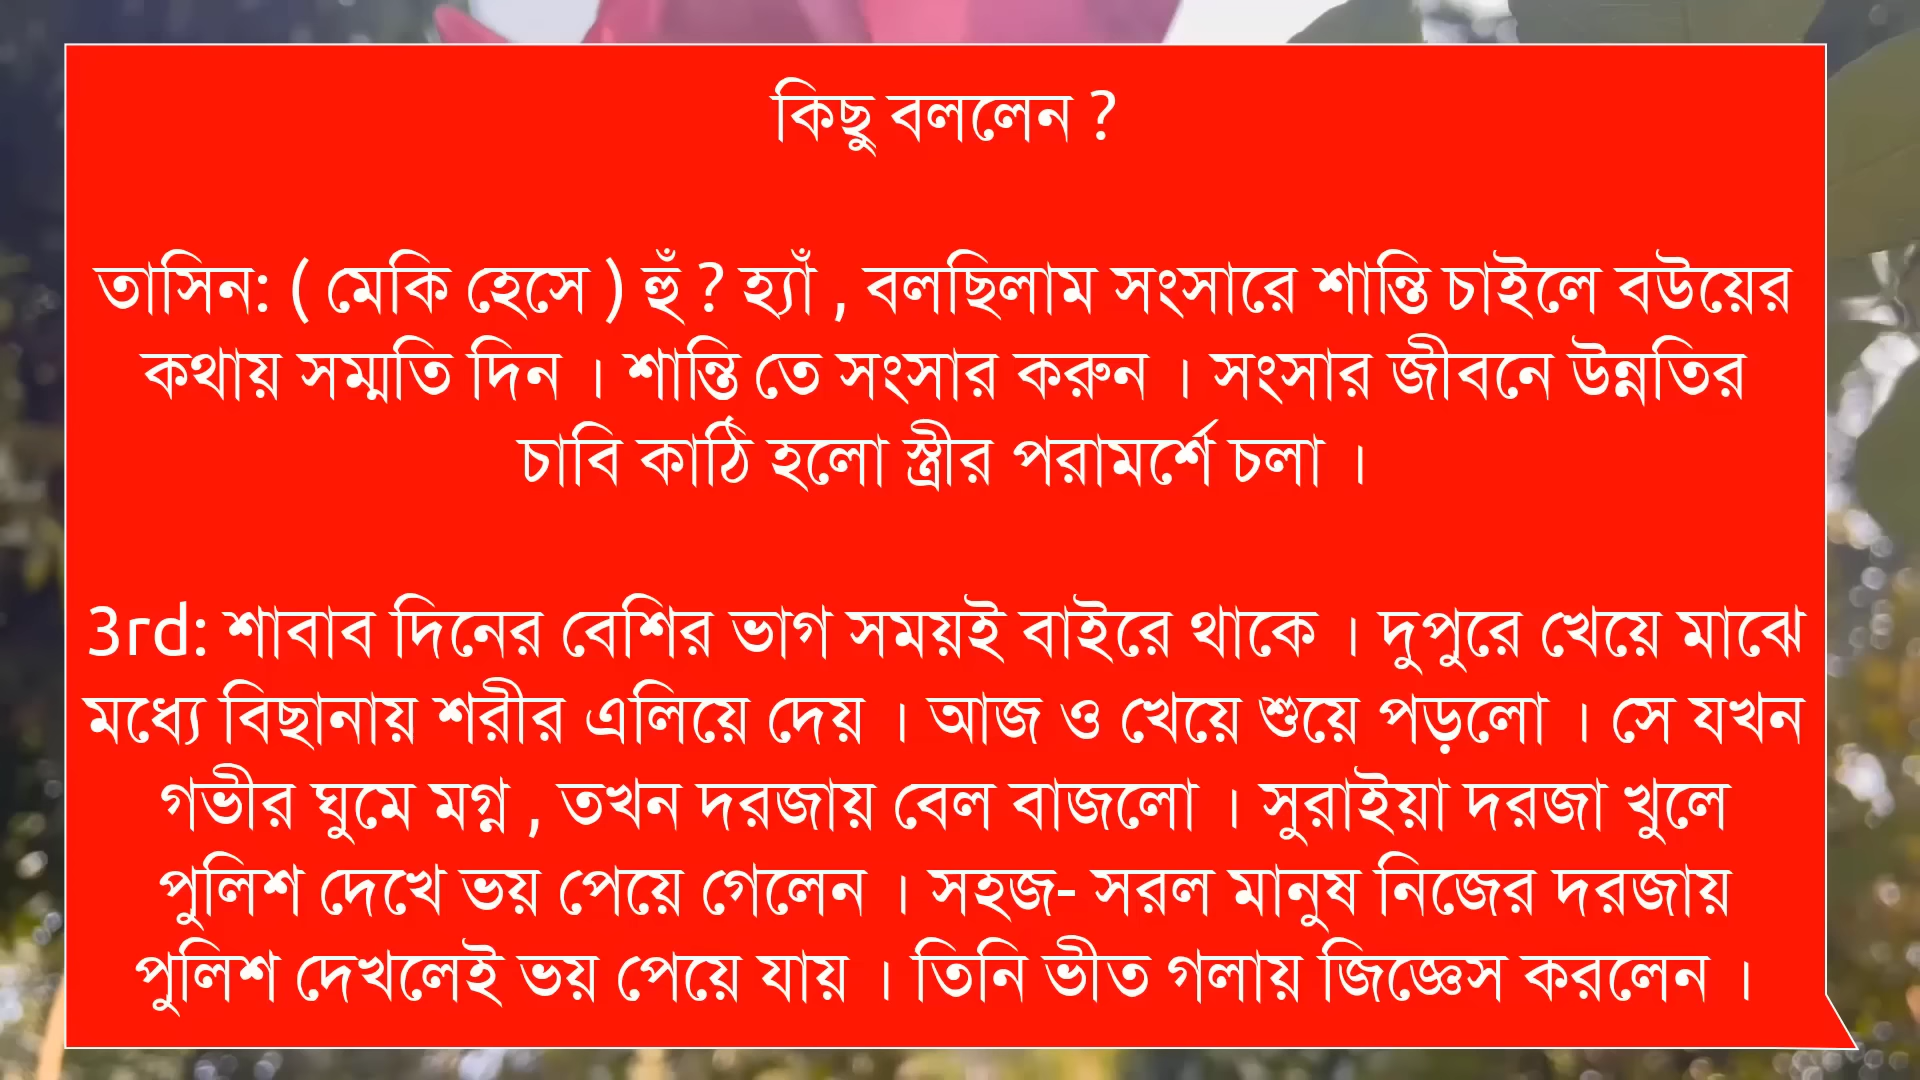 কিছু বললেন ?
তাসিন: ( মেকি হেসে ) হুঁ ? হ্যাঁ , বলছিলাম সংসারে শান্তি চাইলে বউয়ের
কথায় সম্মতি দিন । শান্তি তে সংসার করুন । সংসার জীবনে উন্নতির
চাবি কাঠি হলো স্ত্রীর পরামর্শে চলা ।
3rd: শাবাব দিনের বেশির ভাগ সময়ই বাইরে থাকে । দুপুরে খেয়ে মাঝে
মধ্যে বিছানায় শরীর এলিয়ে দেয় । আজ ও খেয়ে শুয়ে পড়লো । সে যখন
গভীর ঘুমে মগ্ন , তখন দরজায় বেল বাজলো । সুরাইয়া দরজা খুলে
পুলিশ দেখে ভয় পেয়ে গেলেন । সহজ- সরল মানুষ নিজের দরজায়
পুলিশ দেখলেই ভয় পেয়ে যায় । তিনি ভীত গলায় জিজ্ঞেস করলেন ।